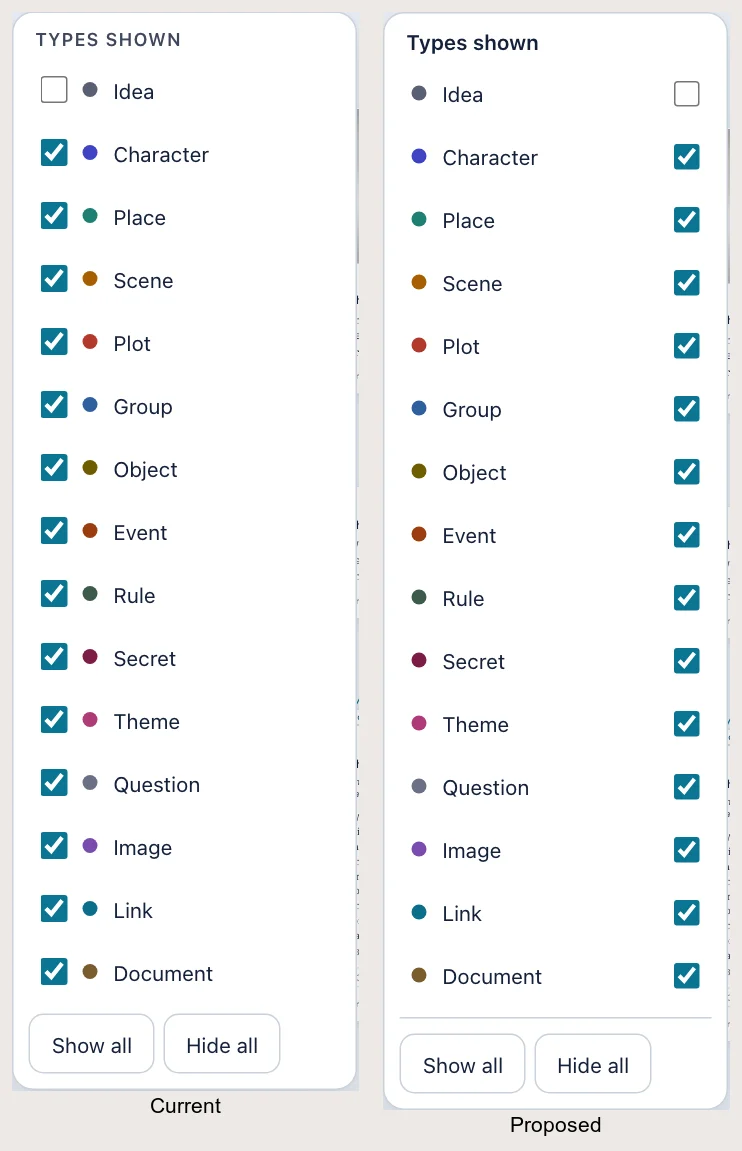 TYPES SHOWN
Idea
Character
Place
Scene
Plot
Group
Object
Event
Rule
Secret
Theme
Question
Image
Link
Document
Show all Hide all
Current
Types shown
Idea
Character
Place
Scene
Plot
Group
Object
Event
Rule
Secret
Theme
Question
Image
Link
Document
Show all Hide all
Proposed